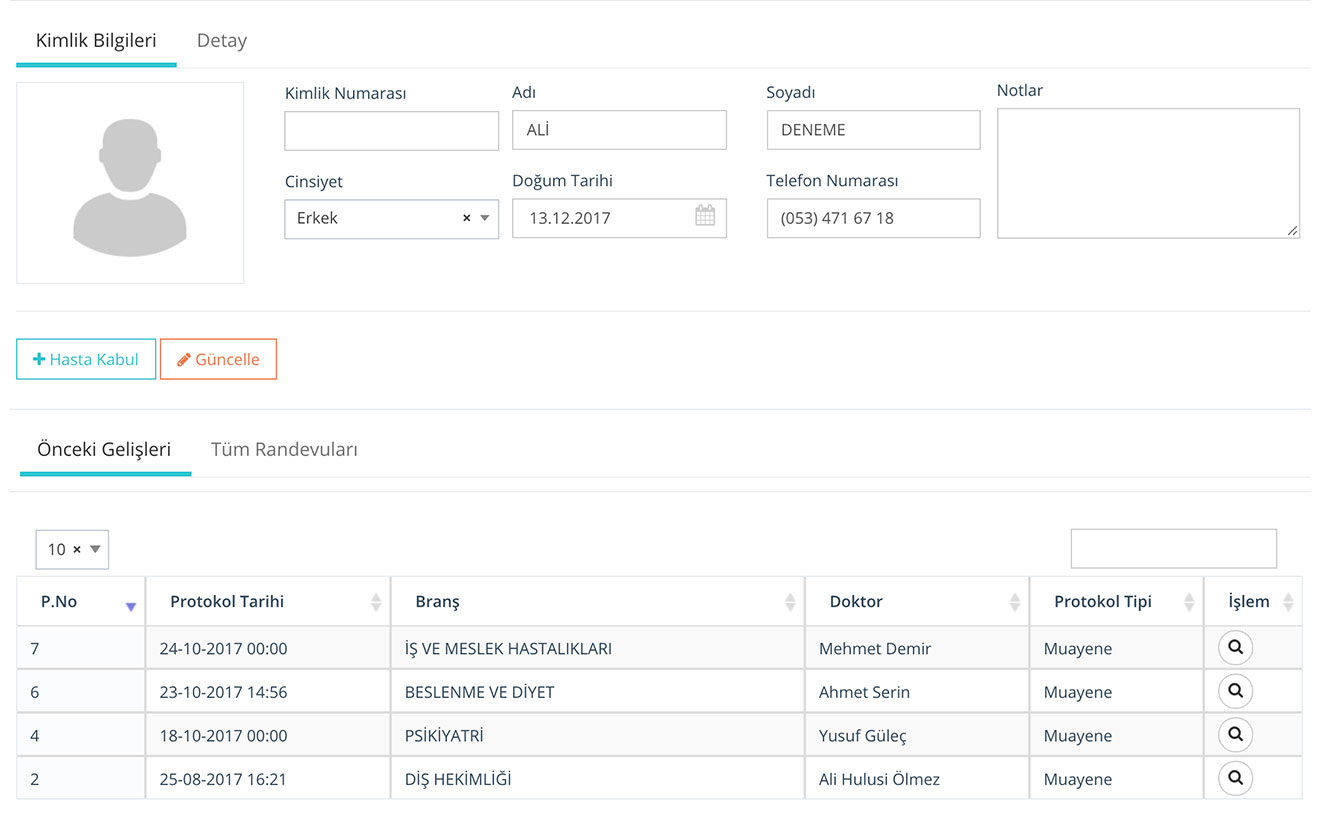 Kimlik Bilgileri Detay
Kimlik Numarası Adı Soyadı Notlar
ALİ DENEME
Cinsiyet Doğum Tarihi Telefon Numarası
Erkek × 13.12.2017 (053) 471 67 18
Hasta Kabul Güncelle
Önceki Gelişleri Tüm Randevuları
10 ×
P.No Protokol Tarihi Branş Doktor Protokol Tipi İşlem
7 24-10-2017 00:00 İŞ VE MESLEK HASTALIKLARI Mehmet Demir Muayene
6 23-10-2017 14:56 BESLENME VE DİYET Ahmet Serin Muayene
4 18-10-2017 00:00 PSİKİYATRİ Yusuf Güleç Muayene
2 25-08-2017 16:21 DİŞ HEKİMLİĞİ Ali Hulusi Ölmez Muayene